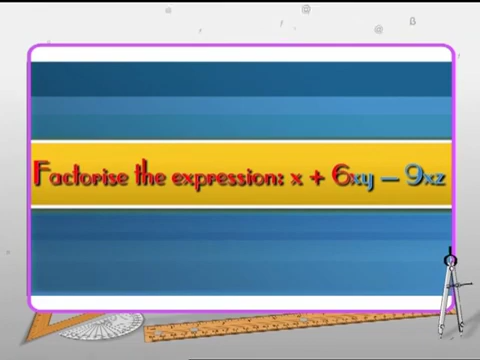 Factorise the expression: x + 6xy – 9xz